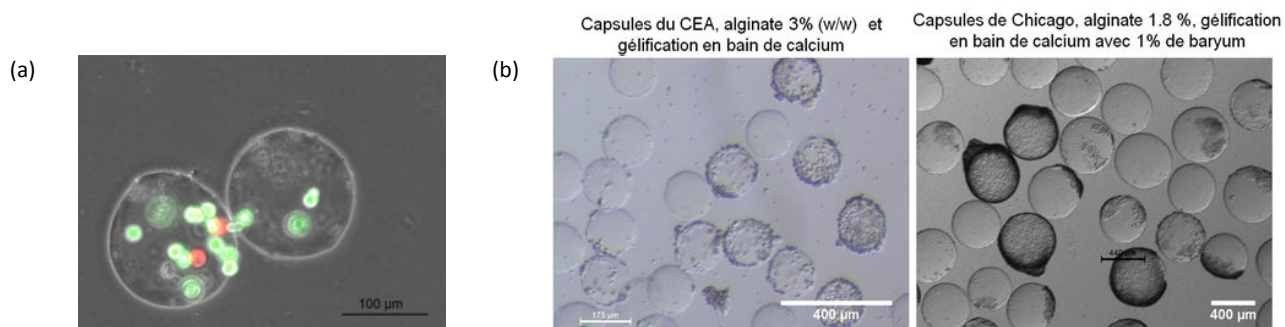 (a)
100 µm
(b)
Capsules du CEA, alginate 3% (w/w) et
gélification en bain de calcium
175 µm
400 µm
Capsules de Chicago, alginate 1.8 %, gélification
en bain de calcium avec 1% de baryum
400 µm